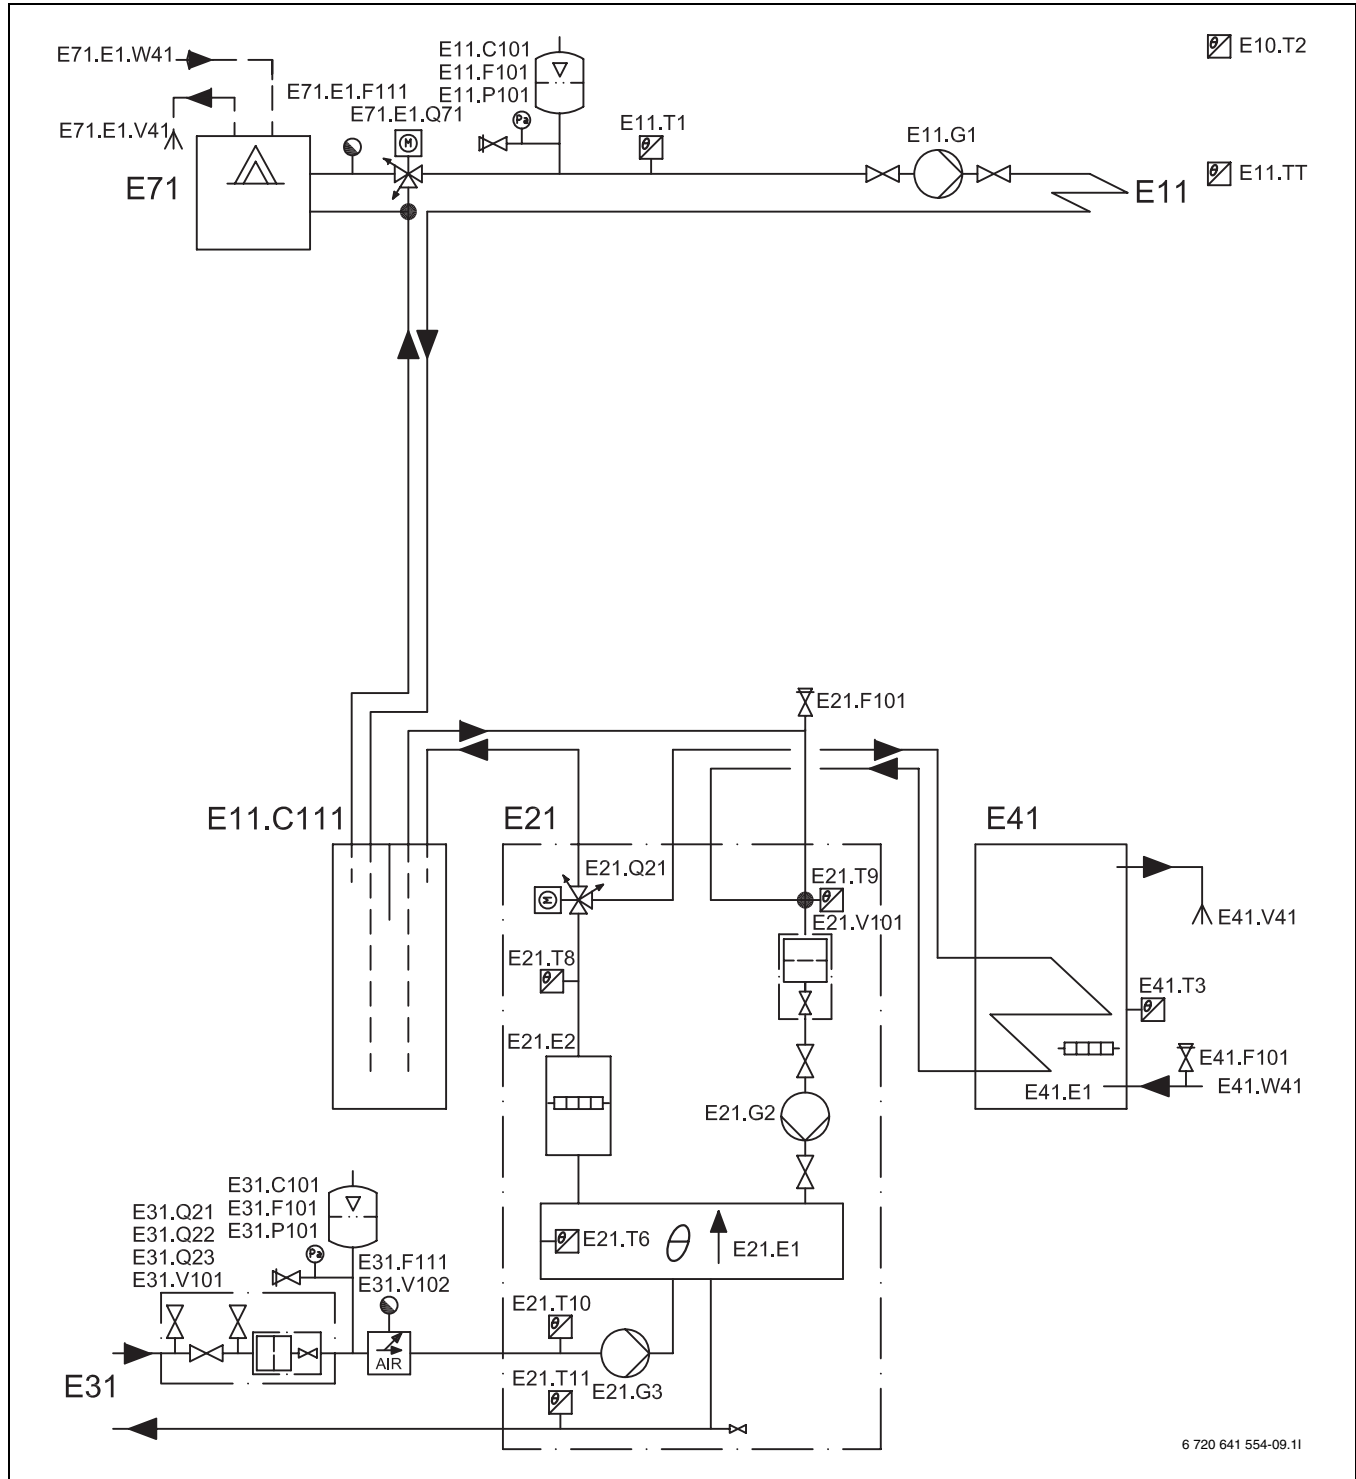 E71.E1.W41
E71.E1.F111
E71.E1.Q71
E71.E1.V41
E71
M
E11.C101
E11.F101
E11.P101
Pa
E11.T1
θ
E11.G1
E11
θ E10.T2
θ E11.TT
E21.F101
E11.C111
E21
E41
E21.Q21
M
E21.T9
θ
E21.V101
E21.T8
θ
E21.E2
E21.G2
θ E21.T6
E21.E1
E41.V41
E41.T3
θ
E41.F101
E41.E1
E41.W41
E31.C101
E31.F101
E31.P101
E31.Q21
E31.Q22
E31.Q23
E31.V101
Pa
E31.F111
E31.V102
AIR
E31
E21.T10
θ
E21.G3
E21.T11
θ
6 720 641 554-09.1I